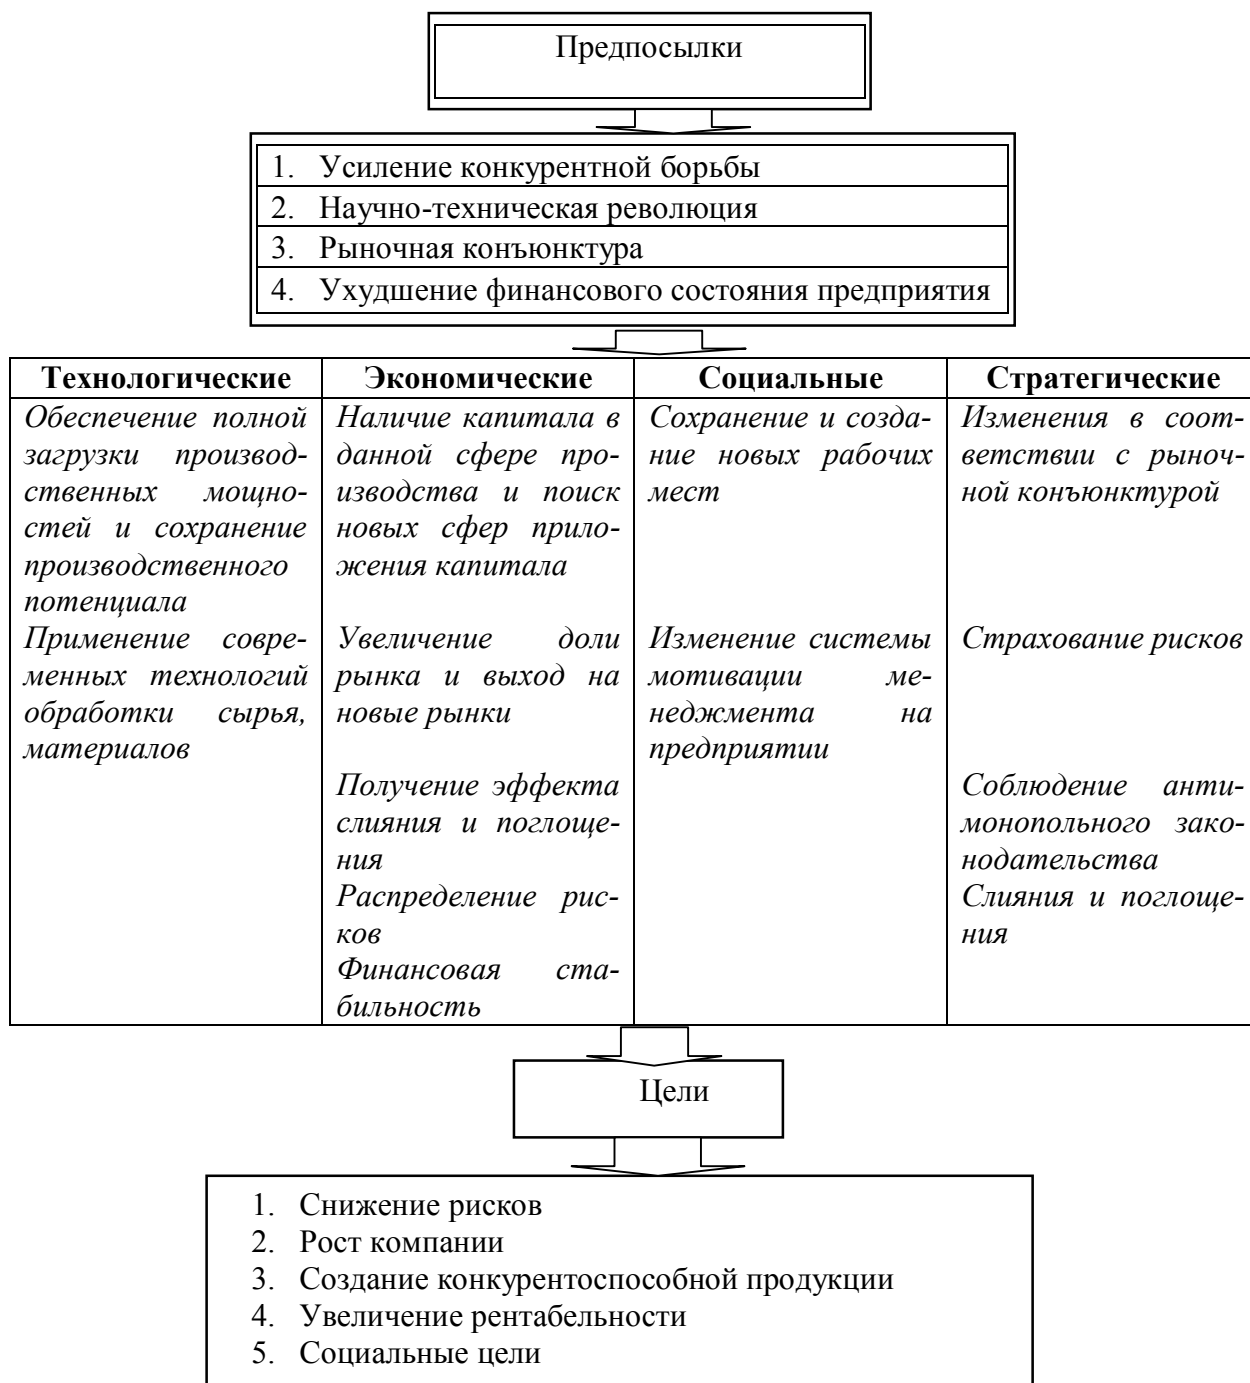 Предпосылки
1. Усиление конкурентной борьбы
2. Научно-техническая революция
3. Рыночная конъюнктура
4. Ухудшение финансового состояния предприятия
Технологические
Обеспечение полной
загрузки производ-
ственных мощно-
стей и сохранение
производственного
потенциала
Применение совре-
менных технологий
обработки сырья,
материалов
Экономические
Наличие капитала в
данной сфере про-
изводства и поиск
новых сфер прило-
жения капитала
Увеличение доли
рынка и выход на
новые рынки
Получение эффекта
слияния и поглоще-
ния
Распределение рис-
ков
Финансовая ста-
бильность
Социальные
Сохранение и созда-
ние новых рабочих
мест
Изменение системы
мотивации ме-
неджмента на
предприятии
Стратегические
Изменения в соот-
ветствии с рыноч-
ной конъюнктурой
Страхование рисков
Соблюдение анти-
монопольного зако-
нодательства
Слияния и поглоще-
ния
Цели
1. Снижение рисков
2. Рост компании
3. Создание конкурентоспособной продукции
4. Увеличение рентабельности
5. Социальные цели